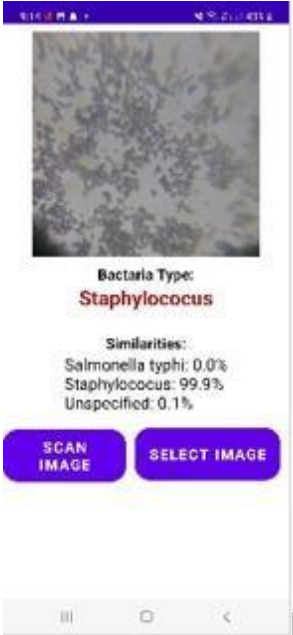 Bactaria Type:
Staphylococus
Similarities:
Salmonella typhi: 0.0%
Staphylococus: 99.9%
Unspecified: 0.1%
SCAN
IMAGE
SELECT IMAGE